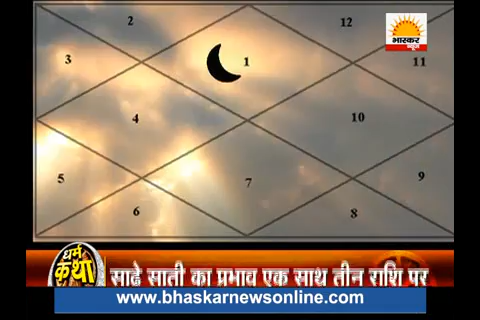 2
12
भास्कर
न्यूज़
3
1
11
4
10
5
7
9
6
8
धर्म
कथा
साढ़े साती का प्रभाव एक साथ तीन राशि पर
www.bhaskarnewsonline.com